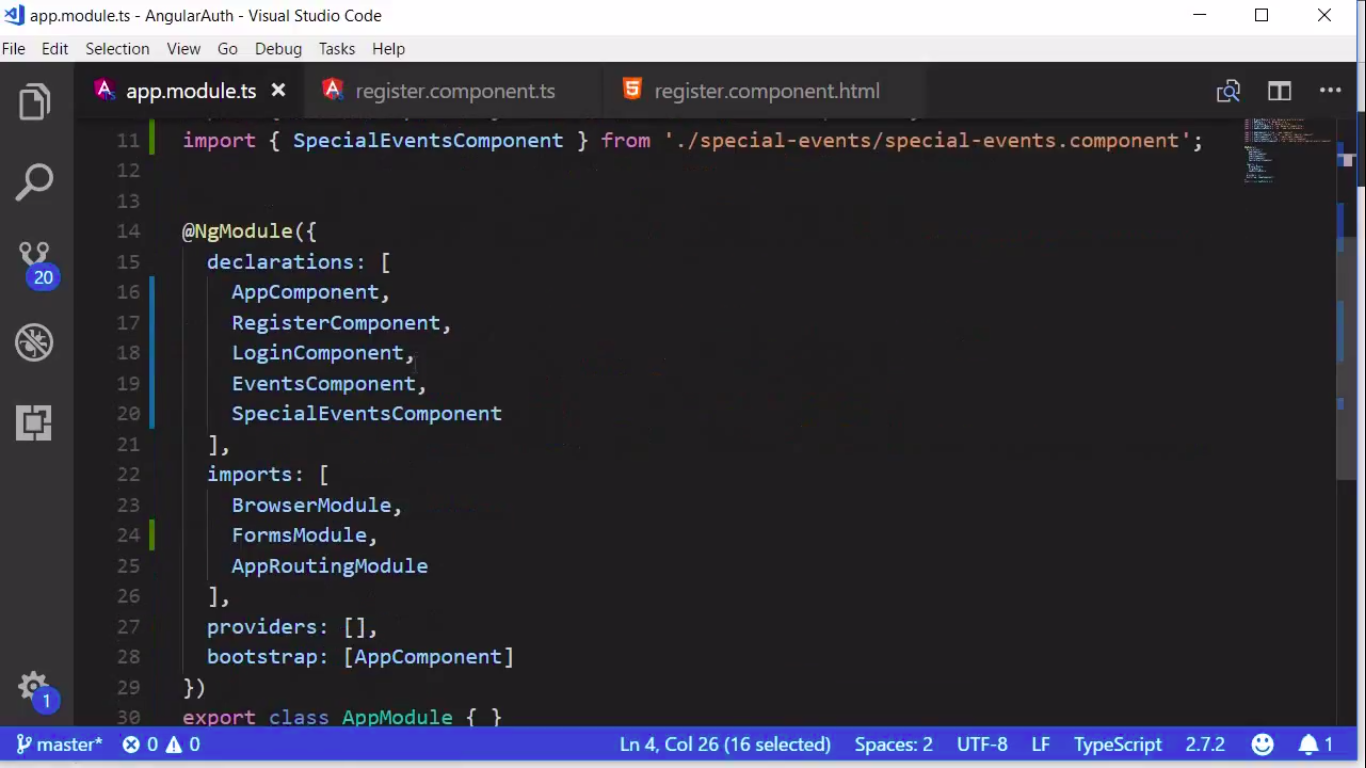 app.module.ts - AngularAuth - Visual Studio Code
File Edit Selection View Go Debug Tasks Help
app.module.ts register.component.ts register.component.html
11 import { SpecialEventsComponent } from './special-events/special-events.component';
12
13
14 @NgModule({
15 declarations: [
16 AppComponent,
17 RegisterComponent,
18 LoginComponent,
19 EventsComponent,
20 SpecialEventsComponent
21 ],
22 imports: [
23 BrowserModule,
24 FormsModule,
25 AppRoutingModule
26 ],
27 providers: [],
28 bootstrap: [AppComponent]
29 })
30 export class AppModule { }
20
1
master* 0 0 Ln 4, Col 26 (16 selected) Spaces: 2 UTF-8 LF TypeScript 2.7.2 1